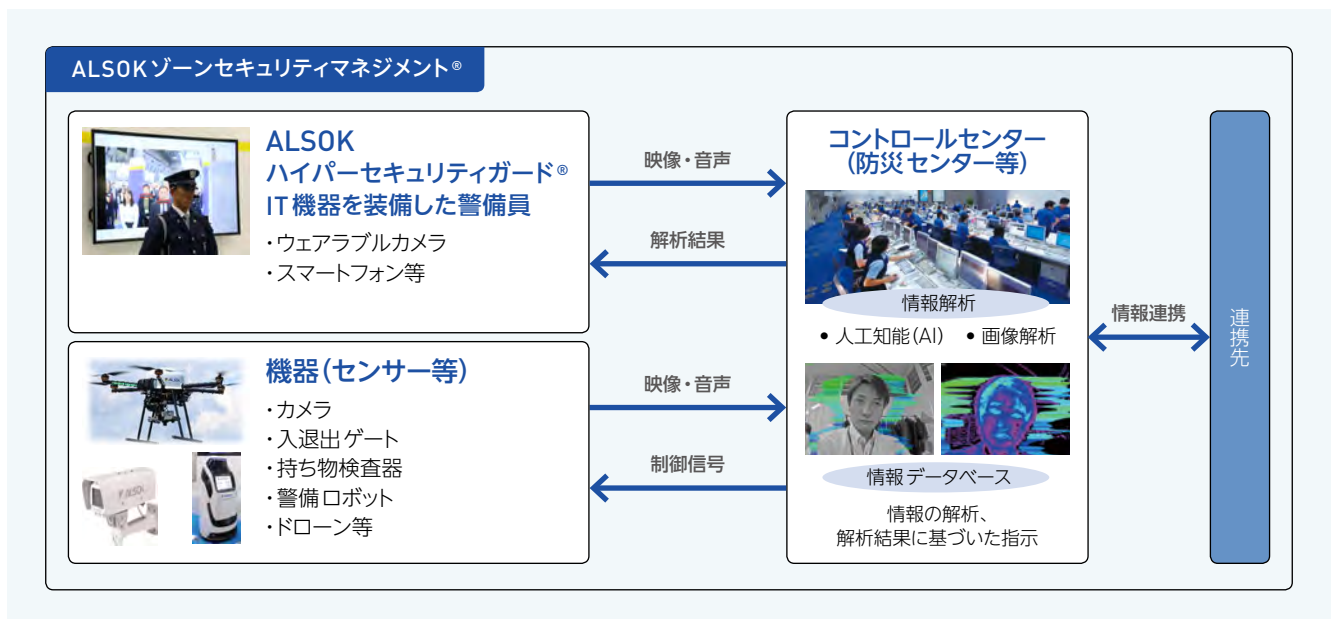 ALSOKゾーンセキュリティマネジメント®
ALSOK
ハイパーセキュリティガード®
IT機器を装備した警備員
・ウェアラブルカメラ
・スマートフォン等
映像・音声
解析結果
機器(センサー等)
・カメラ
・入退出ゲート
・持ち物検査器
・警備ロボット
・ドローン等
ALSOK
映像・音声
制御信号
コントロールセンター
(防災センター等)
情報解析
• 人工知能(AI) • 画像解析
情報データベース
情報の解析、
解析結果に基づいた指示
情報連携
連携先